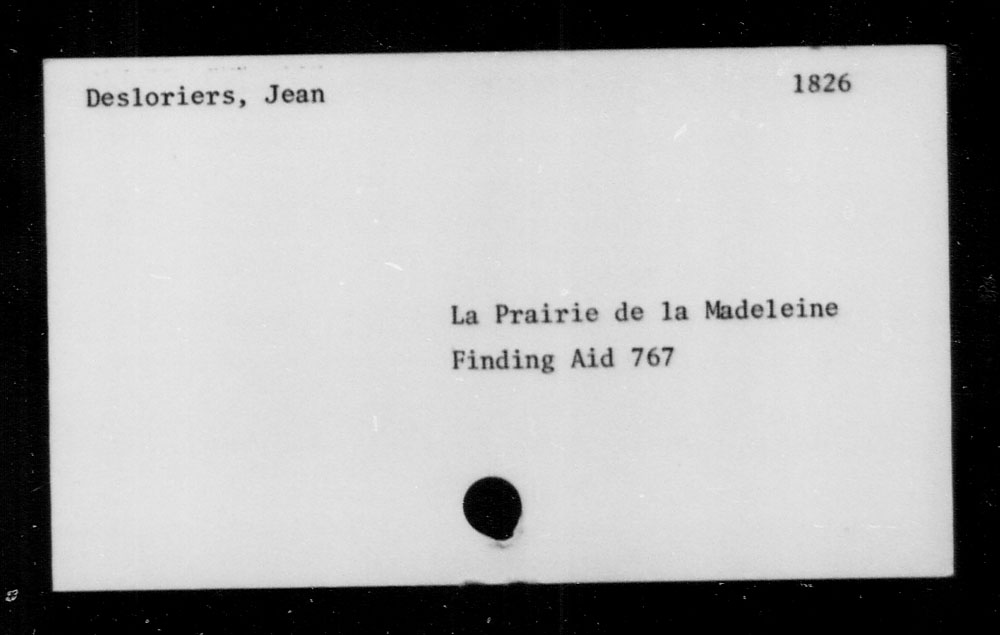 Desloriers, Jean 1826
La Prairie de la Madeleine
Finding Aid 767